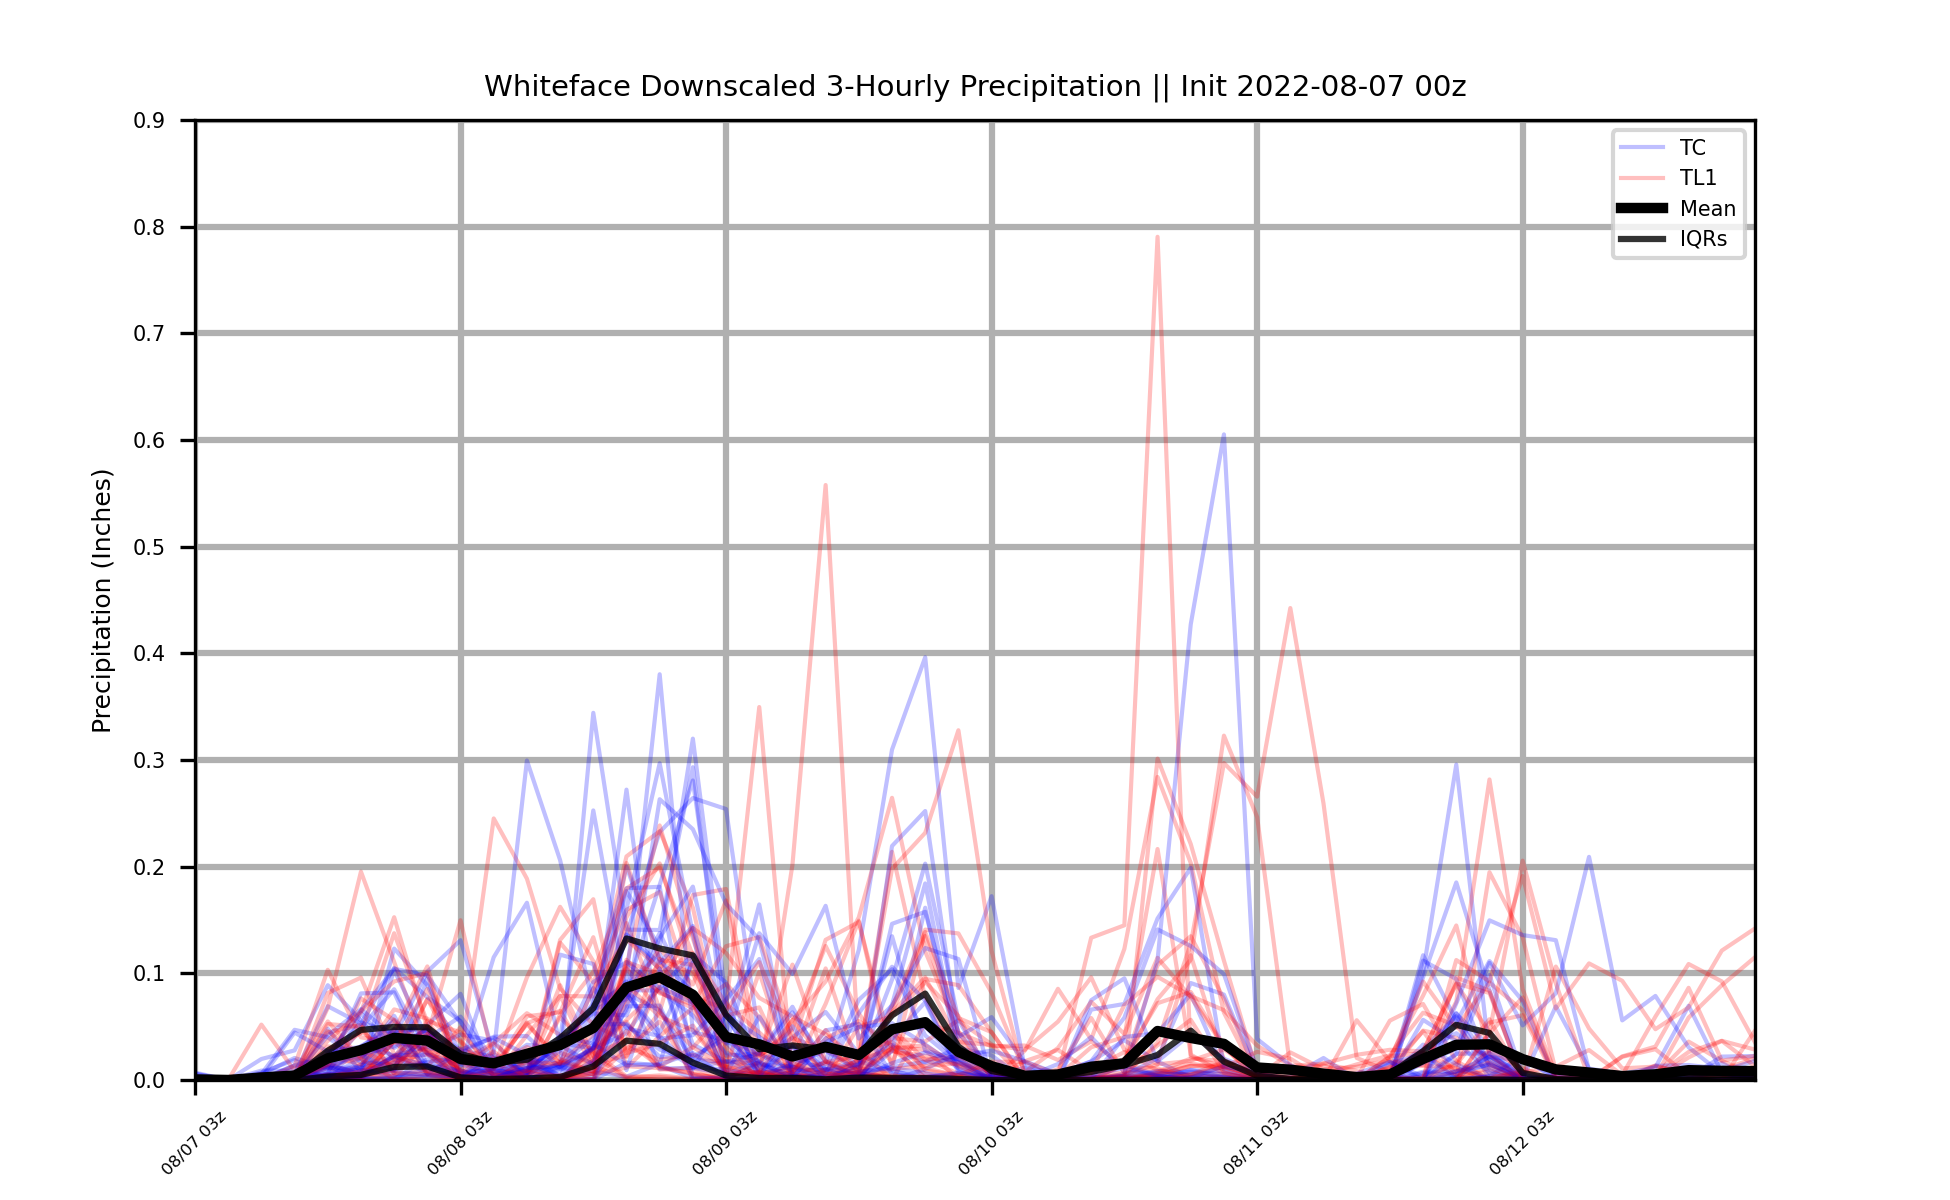 Whiteface Downscaled 3-Hourly Precipitation || Init 2022-08-07 00z
Precipitation (Inches)
0.9
0.8
0.7
0.6
0.5
0.4
0.3
0.2
0.1
0.0
TC
TL1
Mean
IQRs
08/07 03z
08/08 03z
08/09 03z
08/10 03z
08/11 03z
08/12 03z